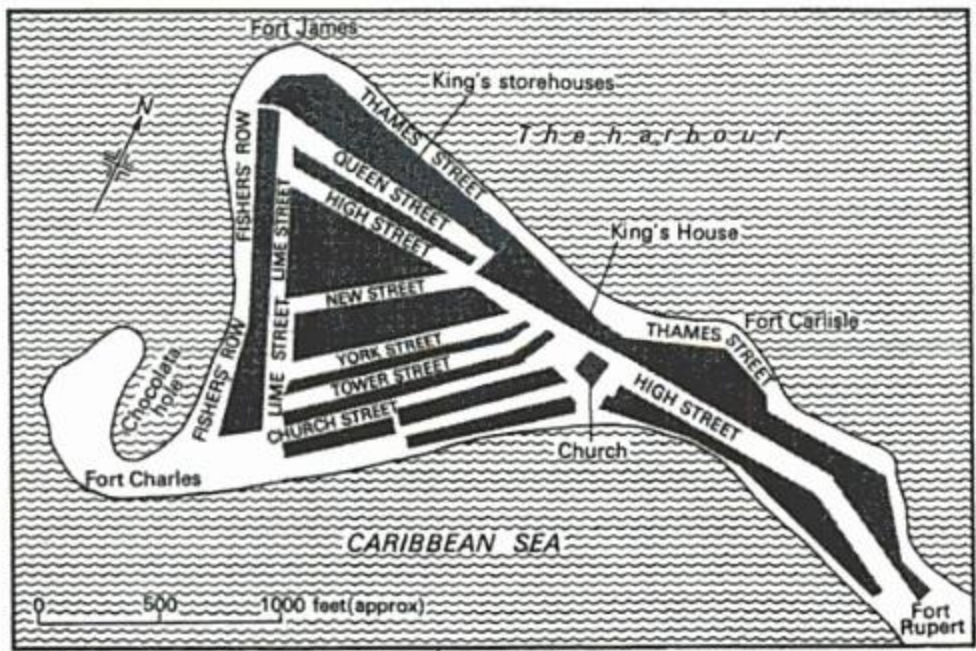 Fort James
King's storehouses
N
The harbour
THAMES STREET
FISHERS' ROW
QUEEN STREET
LIME STREET
HIGH STREET
King's House
NEW STREET
THAMES STREET
Fort Carlisle
LIME STREET
YORK STREET
FISHERS' ROW
Chocolata
hole
TOWER STREET
HIGH STREET
CHURCH STREET
Church
Fort Charles
CARIBBEAN SEA
0 500 1000 feet(approx)
Fort
Rupert